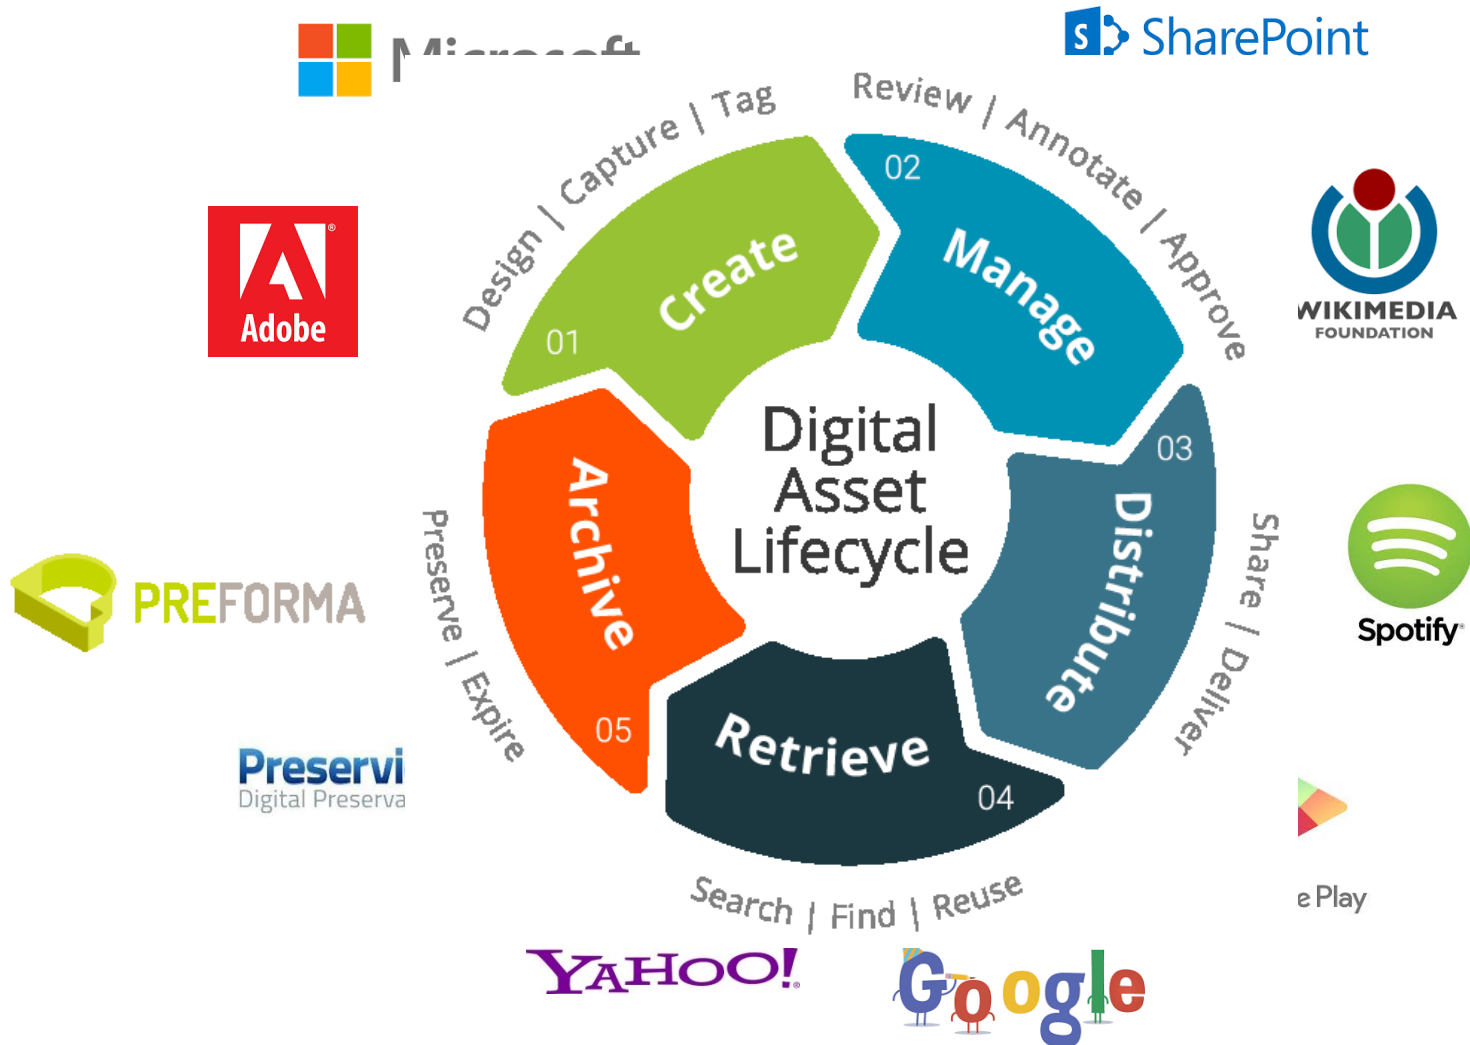 Microsoft
SharePoint
Design | Capture | Tag
Review | Annotate | Approve
Adobe
®
01
Create
02
Manage
WIKIMEDIA
FOUNDATION
Digital
Asset
Lifecycle
03
Distribute
Share | Deliver
Archive
05
Preserve | Expire
PREFORMA
Spotify
Preservi
Digital Preserva
Retrieve
04
Search | Find | Reuse
e Play
YAHOO!
Google